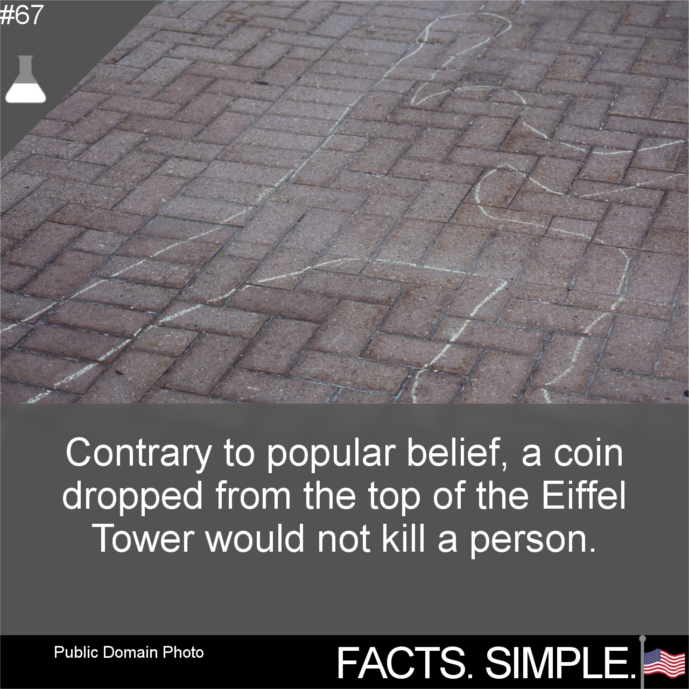 #67
Contrary to popular belief, a coin
dropped from the top of the Eiffel
Tower would not kill a person.
Public Domain Photo
FACTS. SIMPLE.